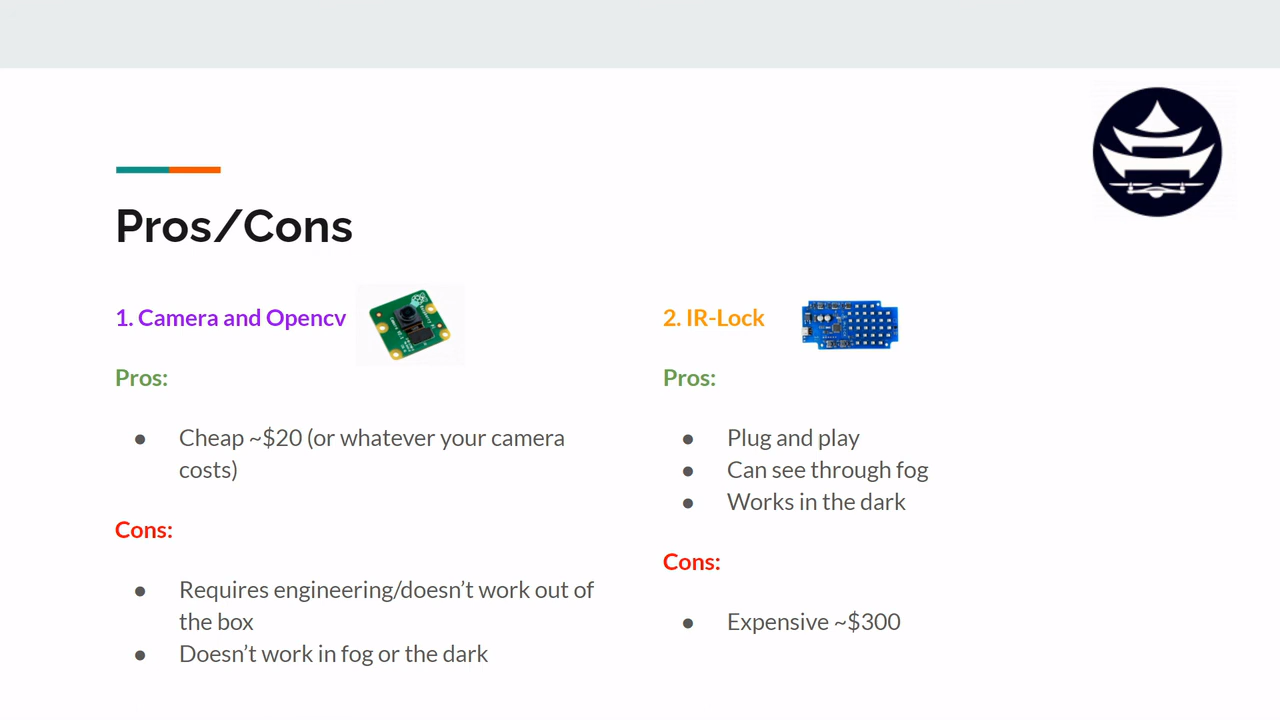 Pros/Cons
1. Camera and Opencv
Pros:
● Cheap ~$20 (or whatever your camera
costs)
Cons:
● Requires engineering/doesn’t work out of
the box
● Doesn’t work in fog or the dark
2. IR-Lock
Pros:
● Plug and play
● Can see through fog
● Works in the dark
Cons:
● Expensive ~$300